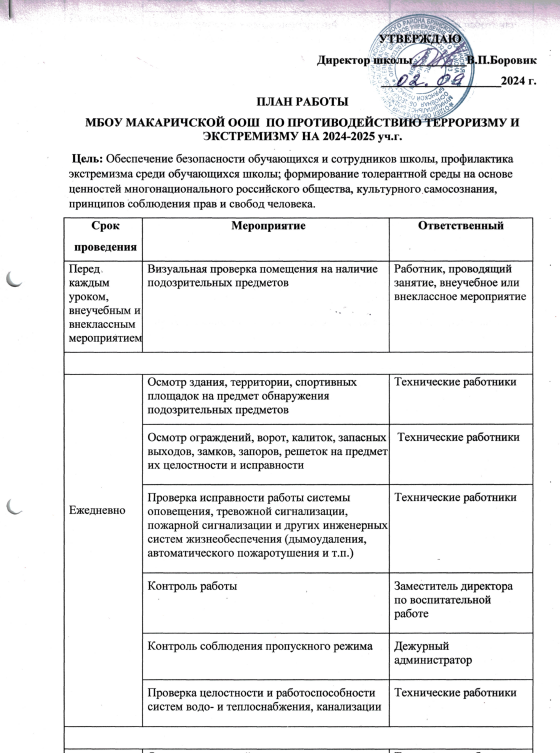 УТВЕРЖДАЮ
Директор школы В.П.Боровик
02.09 2024 г.
ПЛАН РАБОТЫ
МБОУ МАКАРИЧСКОЙ ООШ ПО ПРОТИВОДЕЙСТВИЮ ТЕРРОРИЗМУ И
ЭКСТРЕМИЗМУ НА 2024-2025 уч.г.
Цель: Обеспечение безопасности обучающихся и сотрудников школы, профилактика
экстремизма среди обучающихся школы; формирование толерантной среды на основе
ценностей многонационального российского общества, культурного самосознания,
принципов соблюдения прав и свобод человека.
Срок
проведения
Мероприятие
Ответственный
Перед
каждым
уроком,
внеучебным и
внеклассным
мероприятием
Визуальная проверка помещения на наличие
подозрительных предметов
Работник, проводящий
занятие, внеучебное или
внеклассное мероприятие
Ежедневно
Осмотр здания, территории, спортивных
площадок на предмет обнаружения
подозрительных предметов
Технические работники
Осмотр ограждений, ворот, калиток, запасных
выходов, замков, запоров, решеток на предмет
их целостности и исправности
Технические работники
Проверка исправности работы системы
оповещения, тревожной сигнализации,
пожарной сигнализации и других инженерных
систем жизнеобеспечения (дымоудаления,
автоматического пожаротушения и т.п.)
Технические работники
Контроль работы
Заместитель директора
по воспитательной
работе
Контроль соблюдения пропускного режима
Дежурный
администратор
Проверка целостности и работоспособности
систем водо- и теплоснабжения, канализации
Технические работники